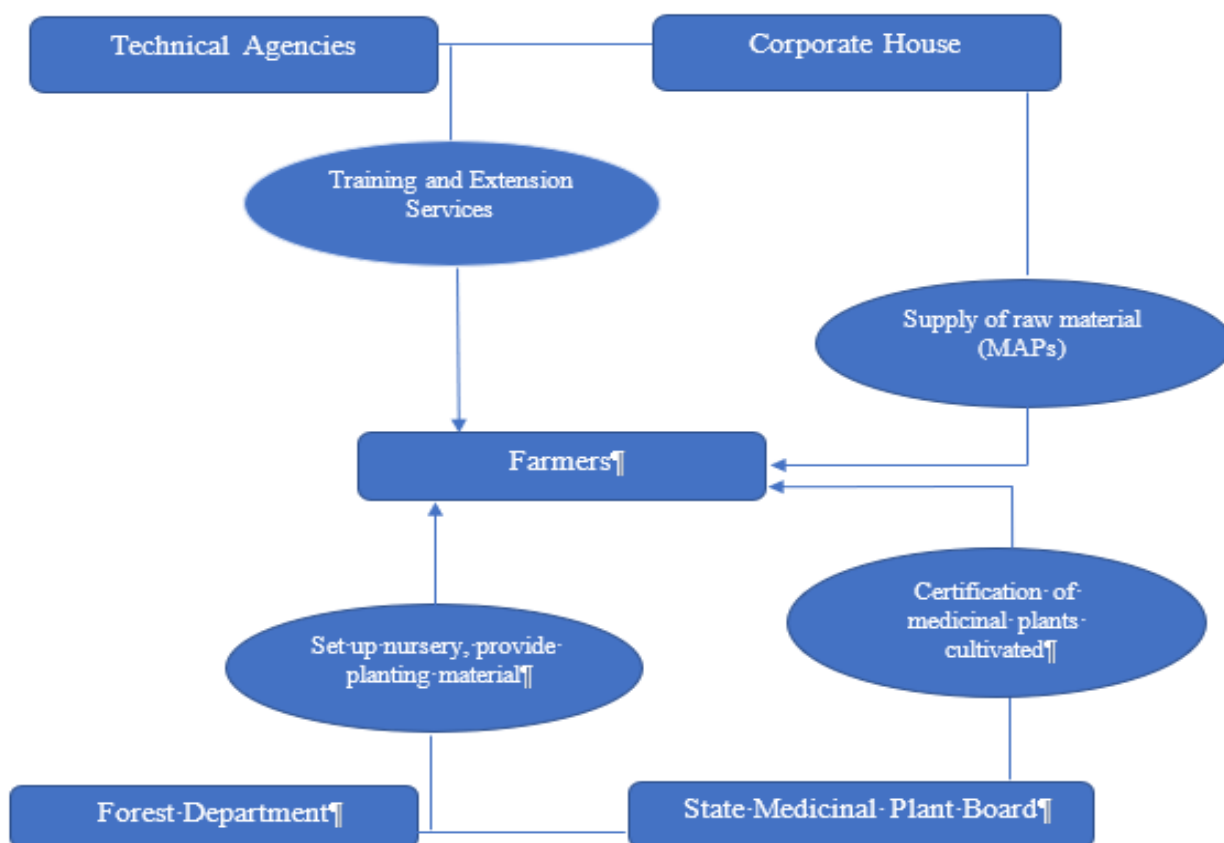 Technical Agencies
Corporate House
Training and Extension
Services
Supply of raw material
(MAPs)
Farmers¶
Certification·of·
medicinal·plants·
cultivated¶
Set·up·nursery,·provide·
planting·material¶
Forest·Department¶
State·Medicinal·Plant·Board¶